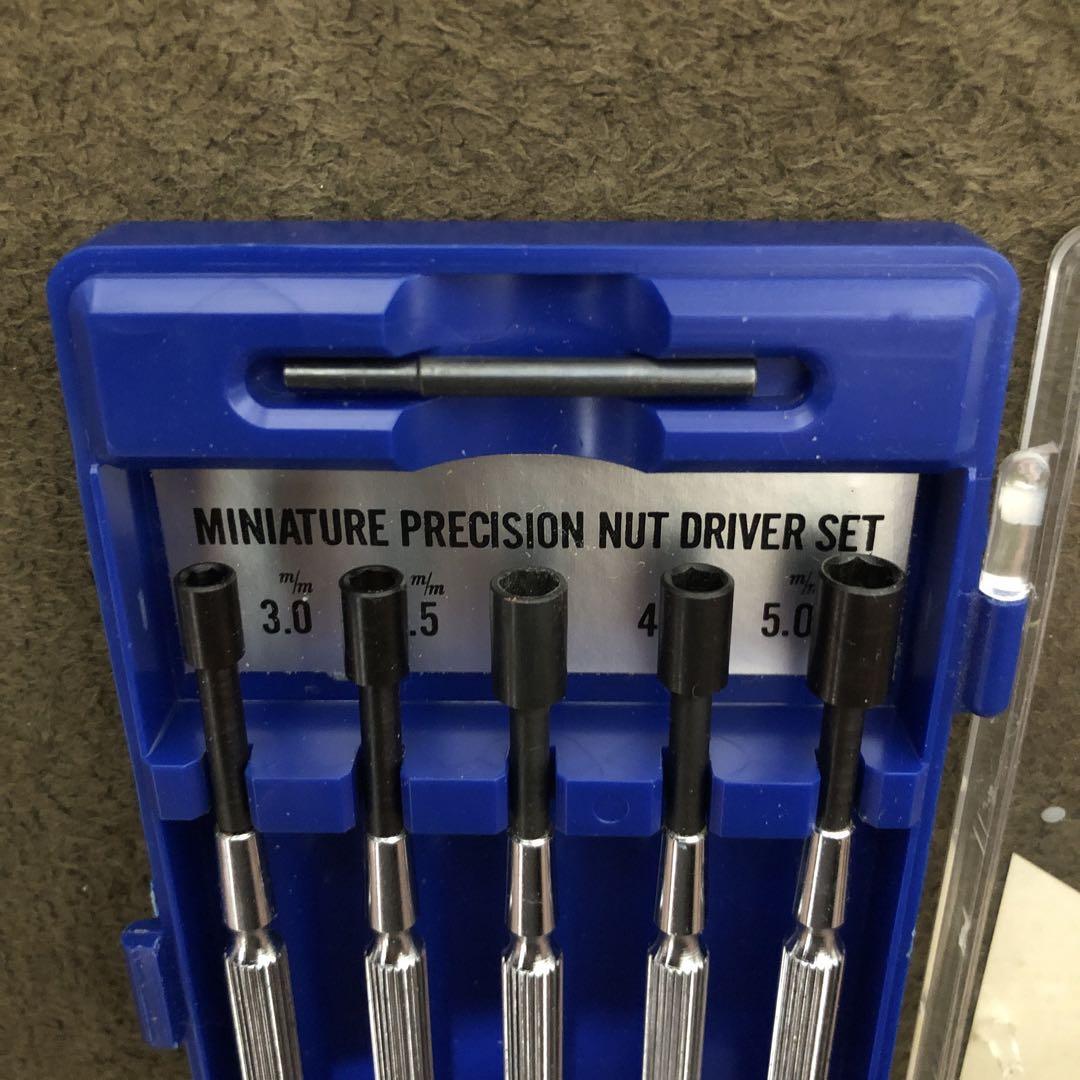 MINIATURE PRECISION NUT DRIVER SET
m/m m/m m/
3.0 .5 4 5.0